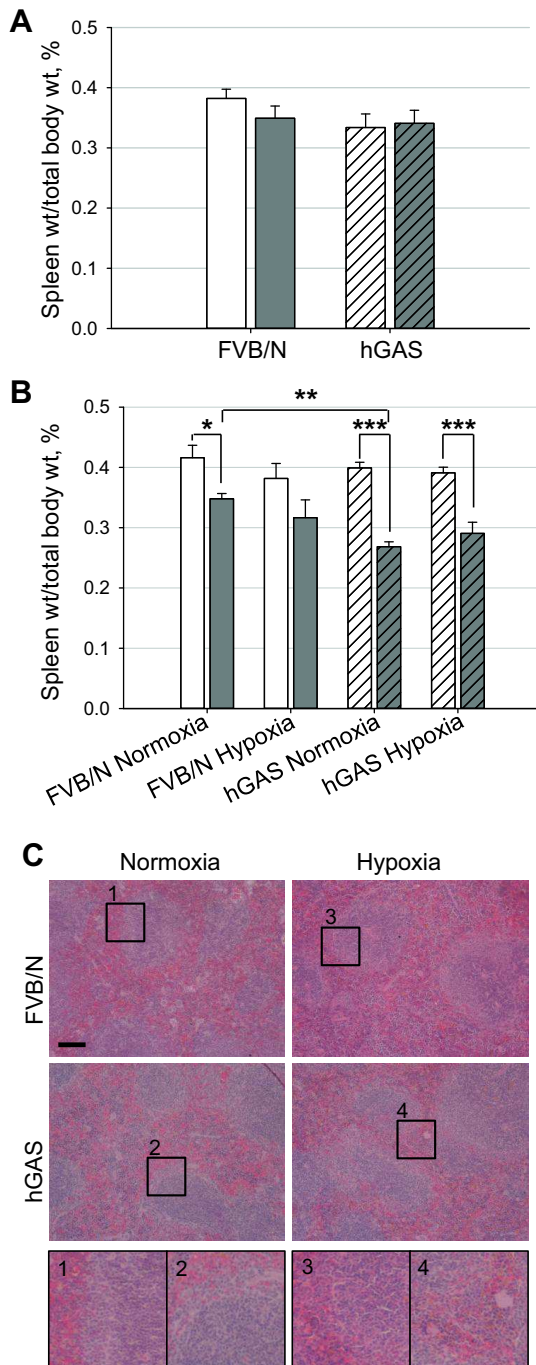 A
Spleen wt/total body wt, %
0.5
0.4
0.3
0.2
0.1
0.0
FVB/N hGAS
B
Spleen wt/total body wt, %
0.5
0.4
0.3
0.2
0.1
0.0
* ** *** ***
FVB/N Normoxia
FVB/N Hypoxia
hGAS Normoxia
hGAS Hypoxia
C
Normoxia Hypoxia
FVB/N
1
3
hGAS
2
4
1 2 3 4